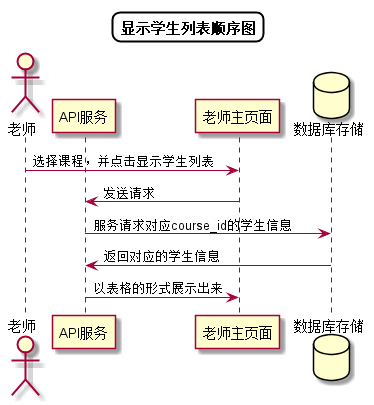 显示学生列表顺序图
老师
API服务
老师主页面
数据库存储
选择课程，并点击显示学生列表
发送请求
服务请求对应course_id的学生信息
返回对应的学生信息
以表格的形式展示出来
老师
API服务
老师主页面
数据库存储